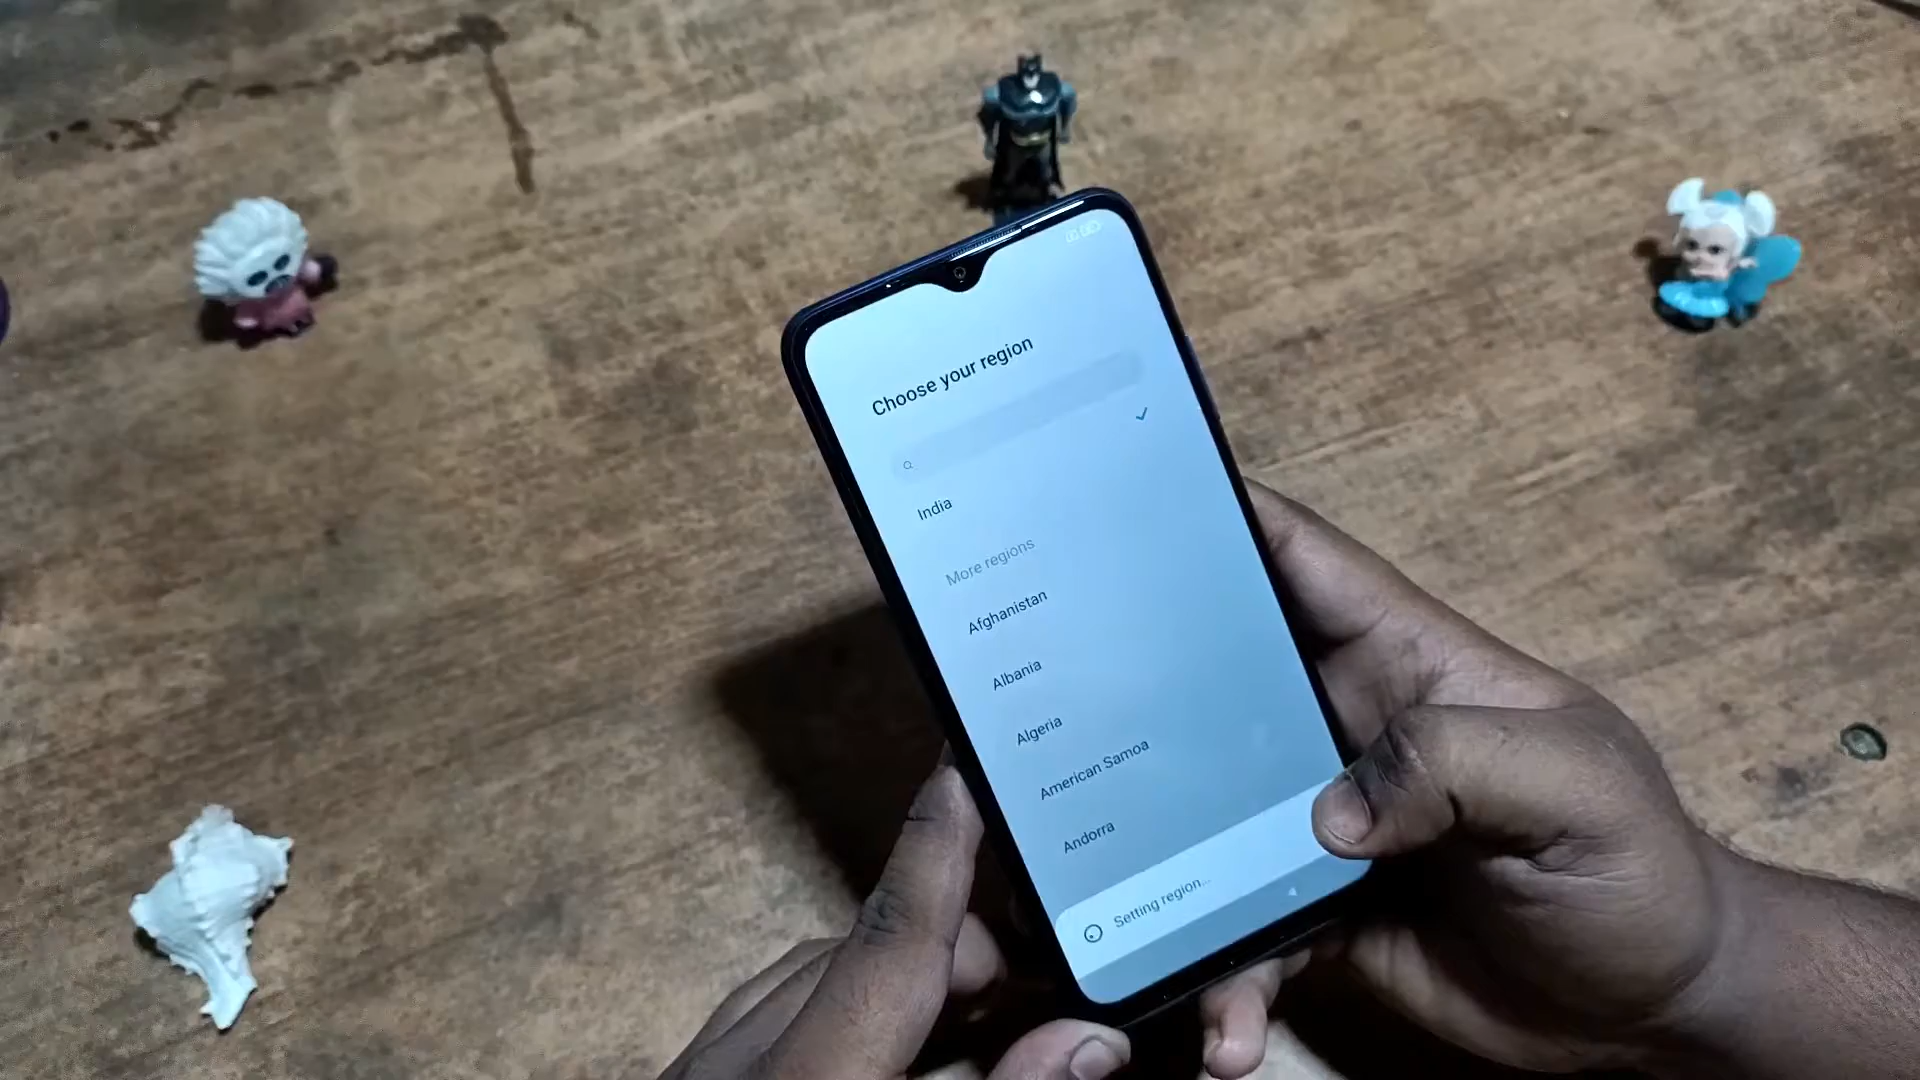 Choose your region
India
More regions
Afghanistan
Albania
Algeria
American Samoa
Andorra
Setting region...